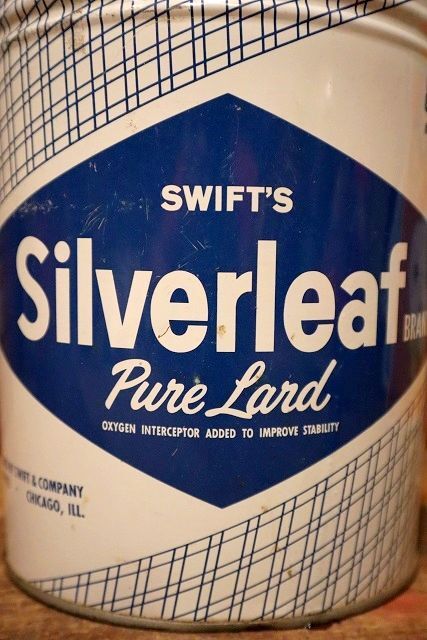 SWIFT'S
Silverleaf
Pure Lard
OXYGEN INTERCEPTOR ADDED TO IMPROVE STABILITY
SWIFT & COMPANY
CHICAGO, ILL.